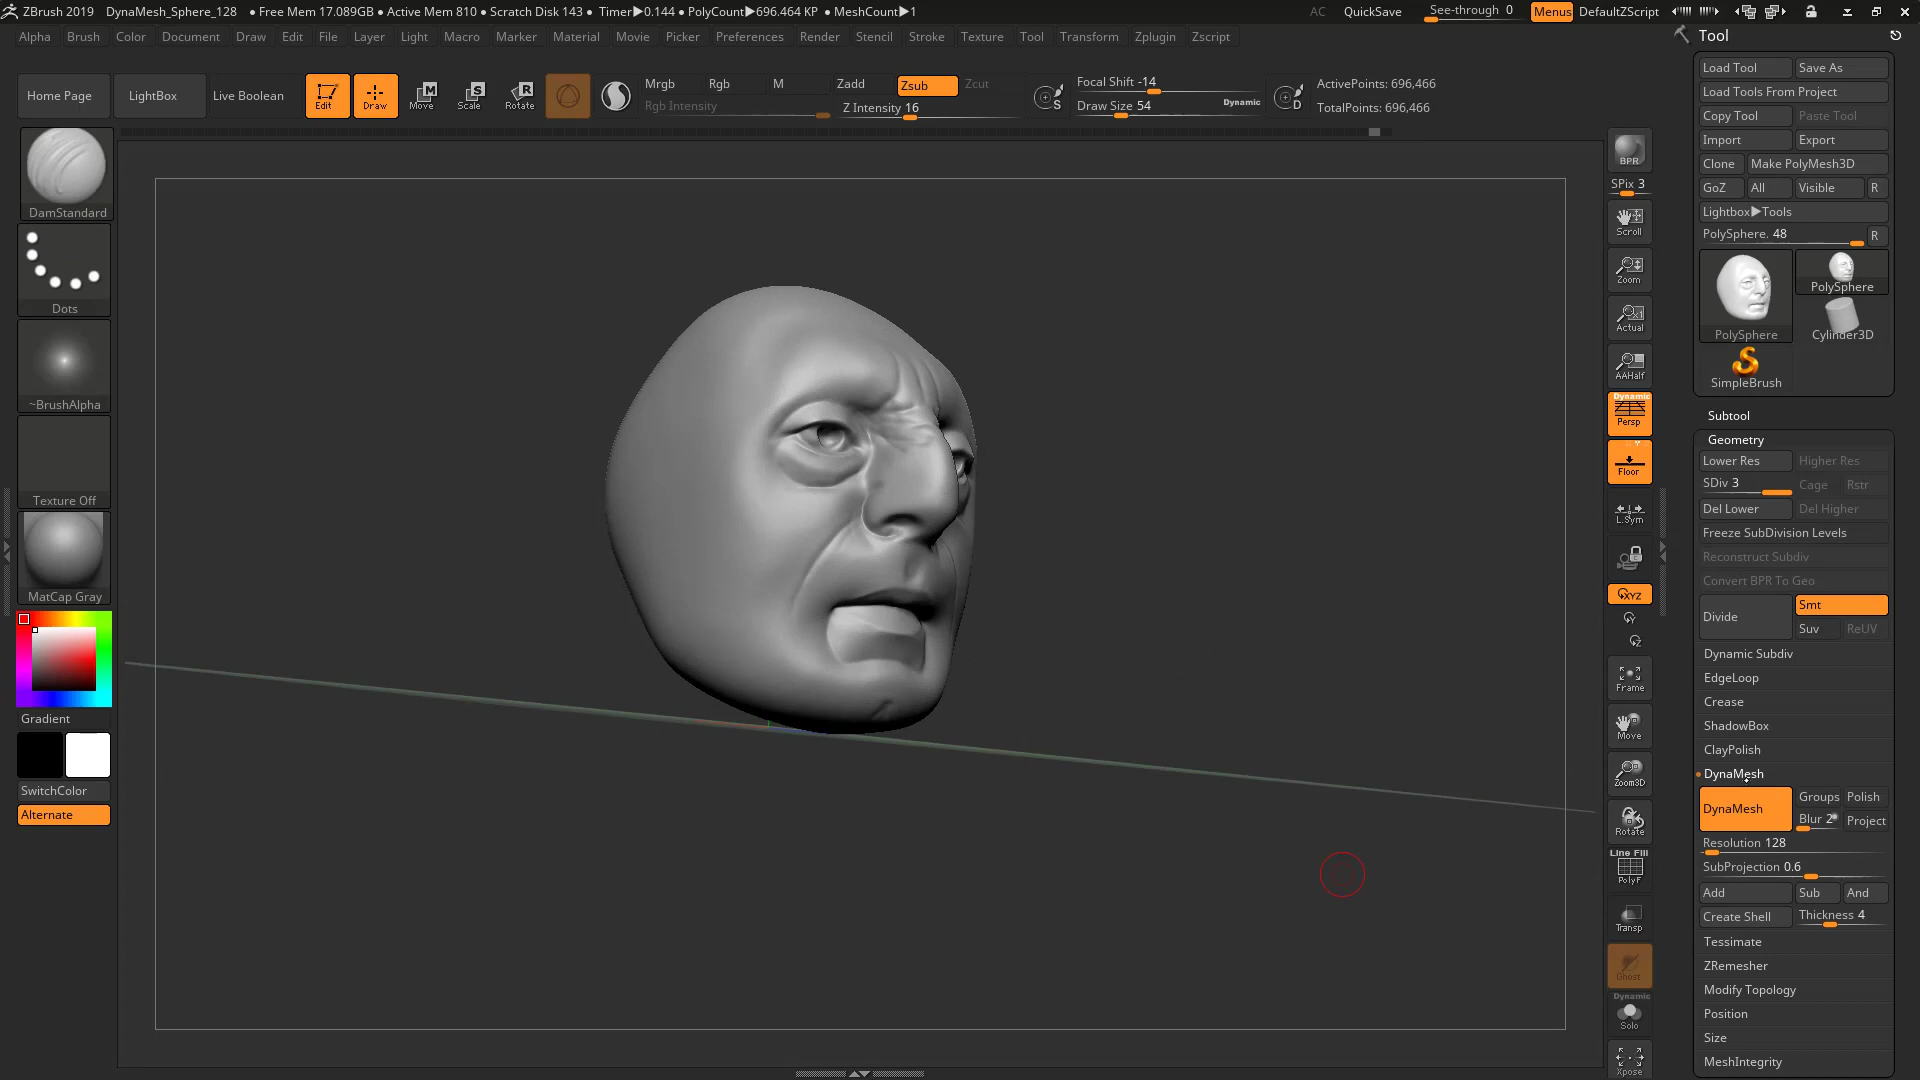 ZBrush 2019 DynaMesh_Sphere_128 ● Free Mem 17.089GB ● Active Mem 810 ● Scratch Disk 143 ● Timer▶0.144 ● PolyCount▶696.464 KP ● MeshCount▶1 AC QuickSave See-through 0 Menus DefaultZScript
Alpha Brush Color Document Draw Edit File Layer Light Macro Marker Material Movie Picker Preferences Render Stencil Stroke Texture Tool Transform Zplugin Zscript
Home Page LightBox Live Boolean Edit Draw Move Scale Rotate
Mrgb Rgb M Zadd Zsub Zcut
Rgb Intensity Z Intensity 16
S Focal Shift -14
Draw Size 54 Dynamic
D ActivePoints: 696,466
TotalPoints: 696,466
DamStandard
Dots
~BrushAlpha
Texture Off
MatCap Gray
Gradient
SwitchColor
Alternate
BPR
SPix 3
Scroll
Zoom
Actual
AAHalf
Dynamic
Persp
Floor
L.Sym
XYZ
Y
Z
Frame
Move
Zoom3D
Rotate
Line Fill
PolyF
Transp
Ghost
Dynamic
Solo
Xpose
Tool
Load Tool Save As
Load Tools From Project
Copy Tool Paste Tool
Import Export
Clone Make PolyMesh3D
GoZ All Visible R
Lightbox▶Tools
PolySphere. 48 R
PolySphere
PolySphere Cylinder3D
SimpleBrush
Subtool
Geometry
Lower Res Higher Res
SDiv 3 Cage Rstr
Del Lower Del Higher
Freeze SubDivision Levels
Reconstruct Subdiv
Convert BPR To Geo
Divide Smt
Suv ReUV
Dynamic Subdiv
EdgeLoop
Crease
ShadowBox
ClayPolish
DynaMesh
DynaMesh Groups Polish
Blur 2 Project
Resolution 128
SubProjection 0.6
Add Sub And
Create Shell Thickness 4
Tessimate
ZRemesher
Modify Topology
Position
Size
MeshIntegrity